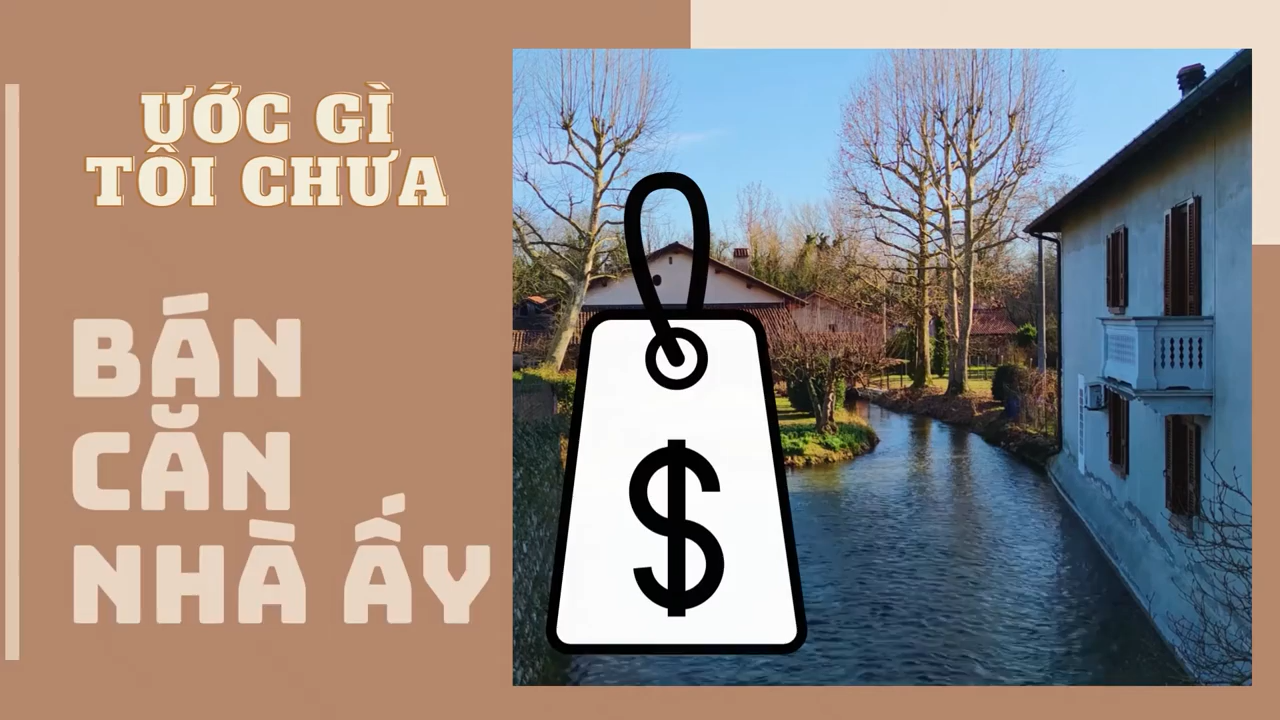 ƯỚC GÌ
TÔI CHƯA
BÁN
CĂN
NHÀ ẤY
$